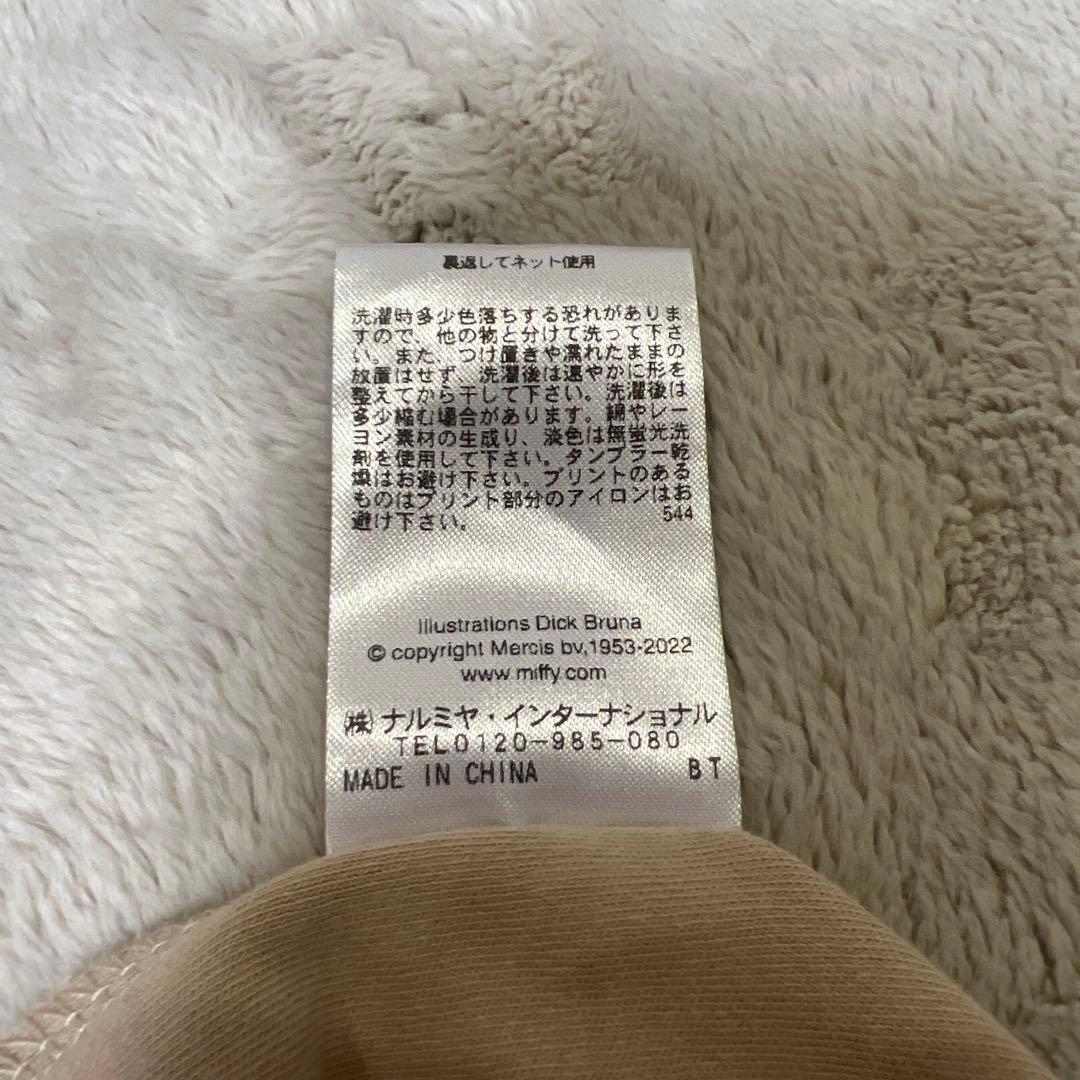 裏返してネット使用
洗濯時多少色落ちする恐れがありま
すので、他の物と分けて洗って下さ
い。また、つけ置きや濡れたままの
放置はせず、洗濯後は速やかに形を
整えてから干して下さい。洗濯後は
多少縮む場合があります。綿やレー
ヨン素材の生成り、淡色は無蛍光洗
剤を使用して下さい。タンブラー乾
燥はお避け下さい。プリントのある
ものはプリント部分のアイロンはお
避け下さい。 544
Illustrations Dick Bruna
© copyright Mercis bv,1953-2022
www.miffy.com
(株)ナルミヤ・インターナショナル
TEL0120-985-080
MADE IN CHINA BT